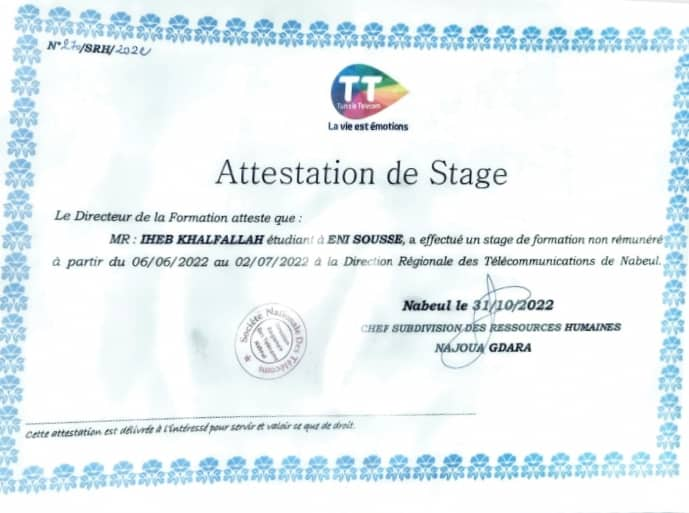 N°270/SRH/2022
TT
Tunisie Telecom
La vie est émotions
Attestation de Stage
Le Directeur de la Formation atteste que :
MR : IHEB KHALFALLAH étudiant à ENI SOUSSE, a effectué un stage de formation non rémunéré
à partir du 06/06/2022 au 02/07/2022 à la Direction Régionale des Télécommunications de Nabeul.
Nabeul le 31/10/2022
CHEF SUBDIVISION DES RESSOURCES HUMAINES
NAJOUA GDARA
Société Nationale Des Télécom
Cette attestation est délivrée à l'intéressé pour servir et valoir ce que de droit.